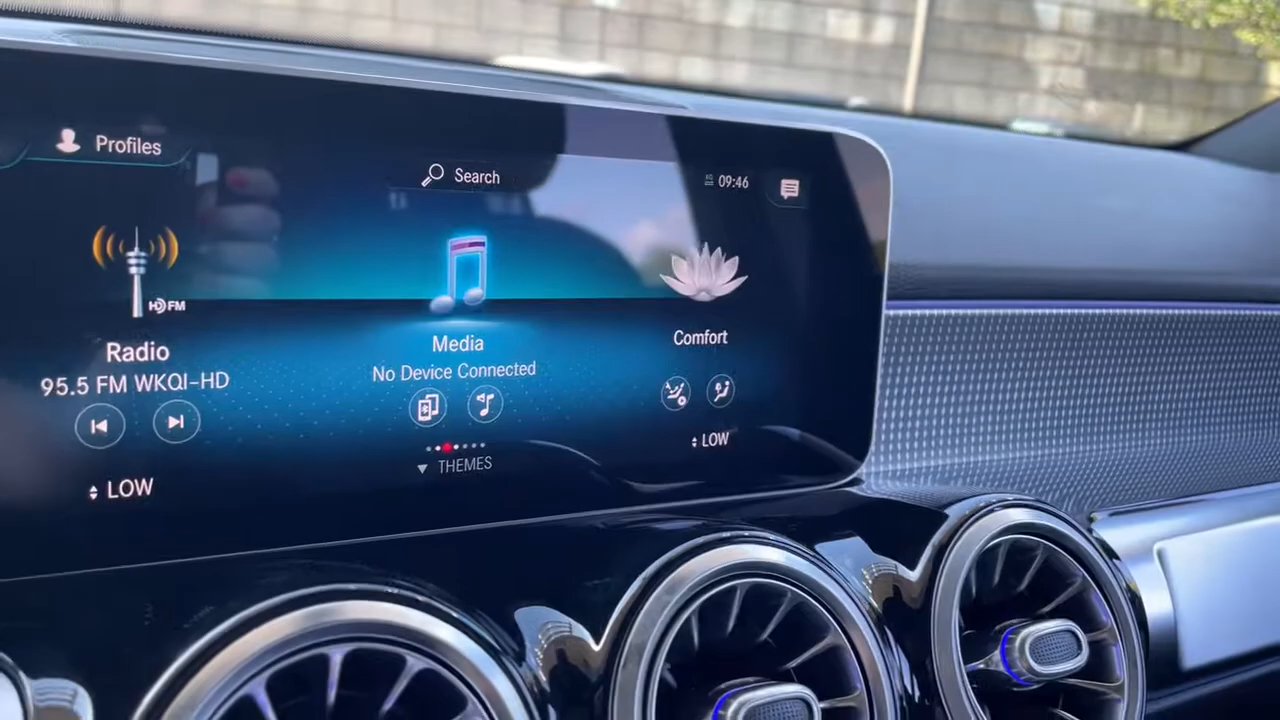 Profiles
Search
4G
09:46
HD FM
Radio
95.5 FM WKQI-HD
Media
No Device Connected
Comfort
THEMES
LOW
LOW